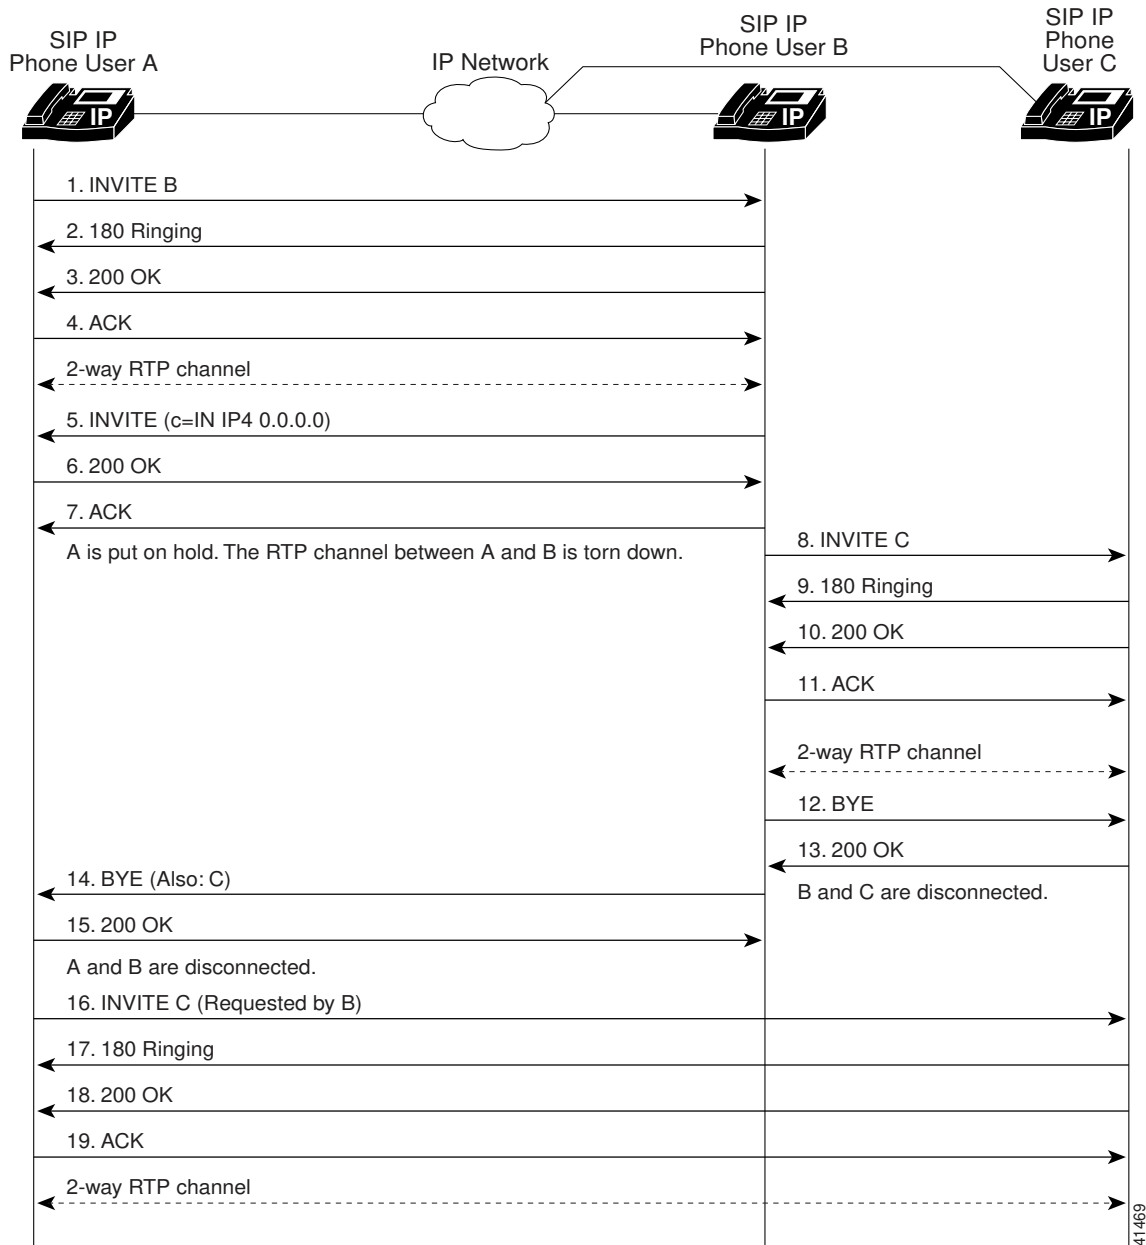 SIP IP
Phone User A
IP Network
SIP IP
Phone User B
SIP IP
Phone
User C
IP
IP
IP
1. INVITE B
2. 180 Ringing
3. 200 OK
4. ACK
2-way RTP channel
5. INVITE (c=IN IP4 0.0.0.0)
6. 200 OK
7. ACK
A is put on hold. The RTP channel between A and B is torn down.
8. INVITE C
9. 180 Ringing
10. 200 OK
11. ACK
2-way RTP channel
12. BYE
13. 200 OK
B and C are disconnected.
14. BYE (Also: C)
15. 200 OK
A and B are disconnected.
16. INVITE C (Requested by B)
17. 180 Ringing
18. 200 OK
19. ACK
2-way RTP channel
41469